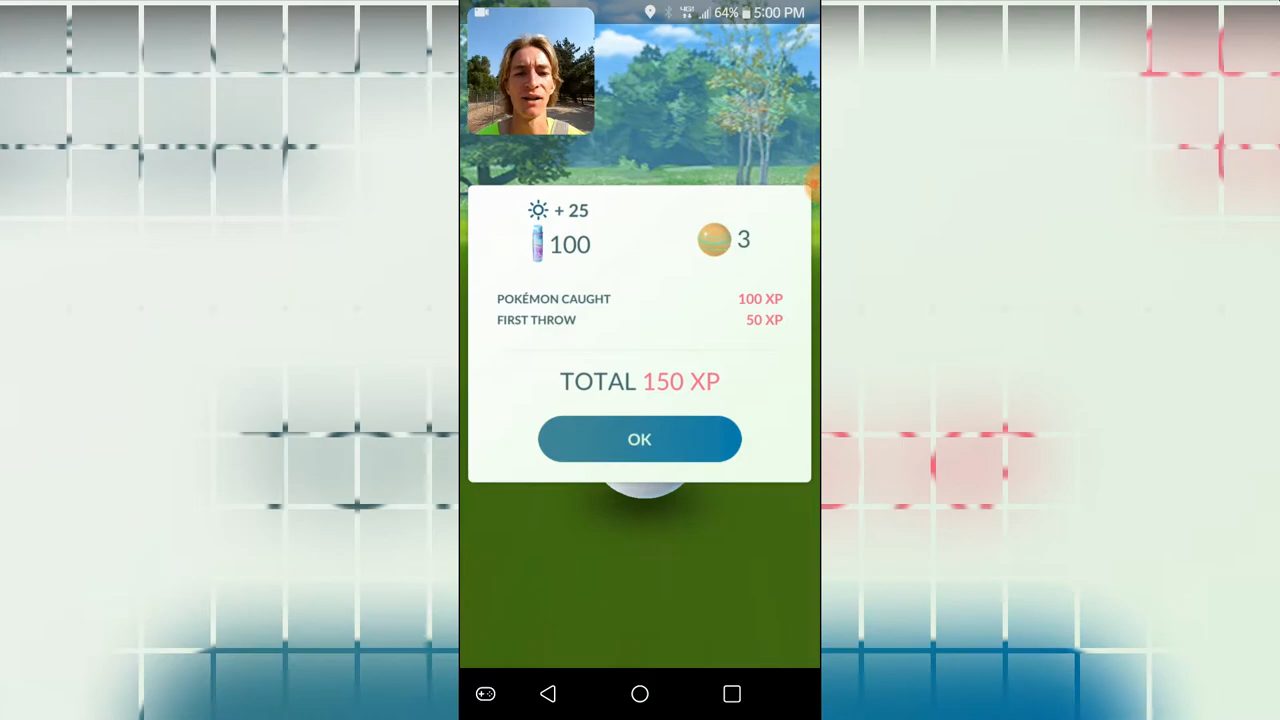 4G 64% 5:00 PM
+ 25
100
3
POKÉMON CAUGHT 100 XP
FIRST THROW 50 XP
TOTAL 150 XP
OK